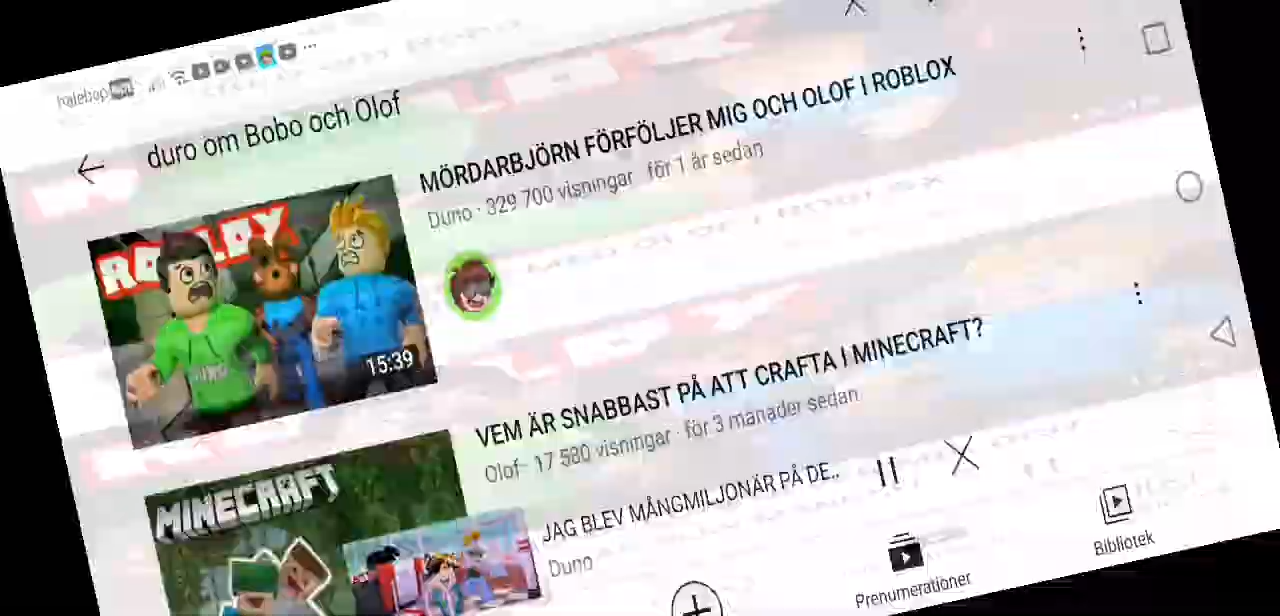 halebop
duro om Bobo och Olof
ROBLOX
15:39
MÖRDARBJÖRN FÖRFÖLJER MIG OCH OLOF I ROBLOX
Duno · 329 700 visningar · för 1 år sedan
MINECRAFT
VEM ÄR SNABBAST PÅ ATT CRAFTA I MINECRAFT?
Olof · 17 580 visningar · för 3 månader sedan
JAG BLEV MÅNGMILJONÄR PÅ DE..
Duno
Prenumerationer
Bibliotek